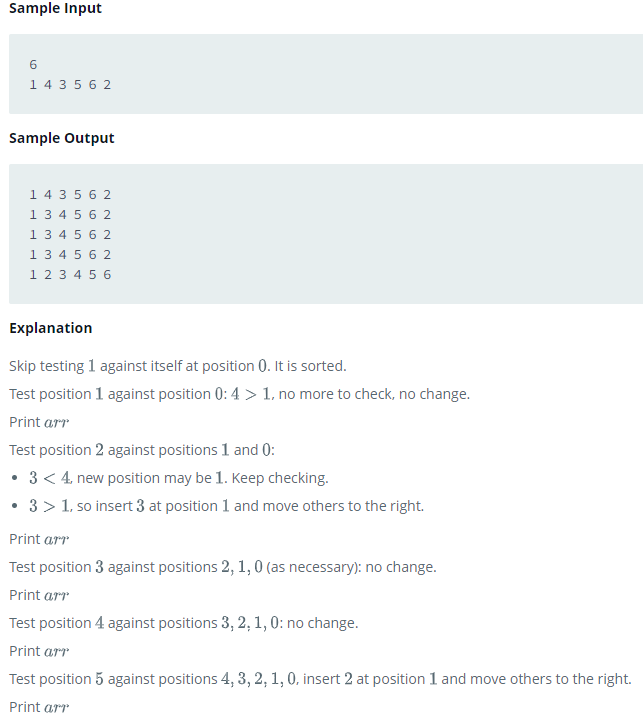 Sample Input
6
1 4 3 5 6 2
Sample Output
1 4 3 5 6 2
1 3 4 5 6 2
1 3 4 5 6 2
1 3 4 5 6 2
1 2 3 4 5 6
Explanation
Skip testing 1 against itself at position 0. It is sorted.
Test position 1 against position 0: 4 > 1, no more to check, no change.
Print arr
Test position 2 against positions 1 and 0:
• 3 < 4, new position may be 1. Keep checking.
• 3 > 1, so insert 3 at position 1 and move others to the right.
Print arr
Test position 3 against positions 2, 1, 0 (as necessary): no change.
Print arr
Test position 4 against positions 3, 2, 1, 0: no change.
Print arr
Test position 5 against positions 4, 3, 2, 1, 0, insert 2 at position 1 and move others to the right.
Print arr